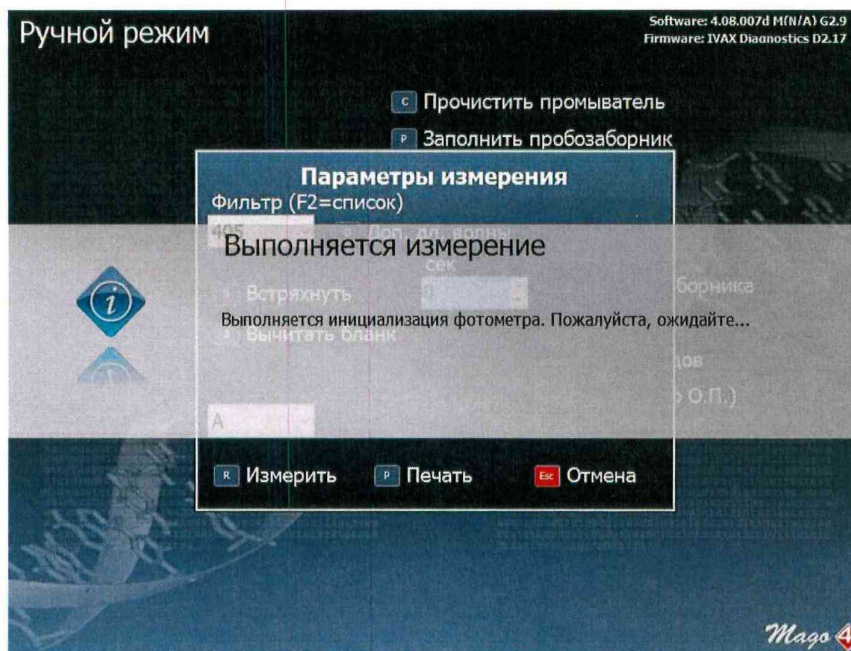 Ручной режим
Software: 4.08.007d M(N/A) G2.9
Firmware: IVAX Diagnostics D2.17
C Прочистить промыватель
P Заполнить пробозаборник
Параметры измерения
Фильтр (F2=список)
405
Доп. дл. волны
Выполняется измерение
сек
Встряхнуть
борника
Выполняется инициализация фотометра. Пожалуйста, ожидайте...
Вычитать бланк
дов
о О.П.)
A
R Измерить P Печать Esc Отмена
Mago 4